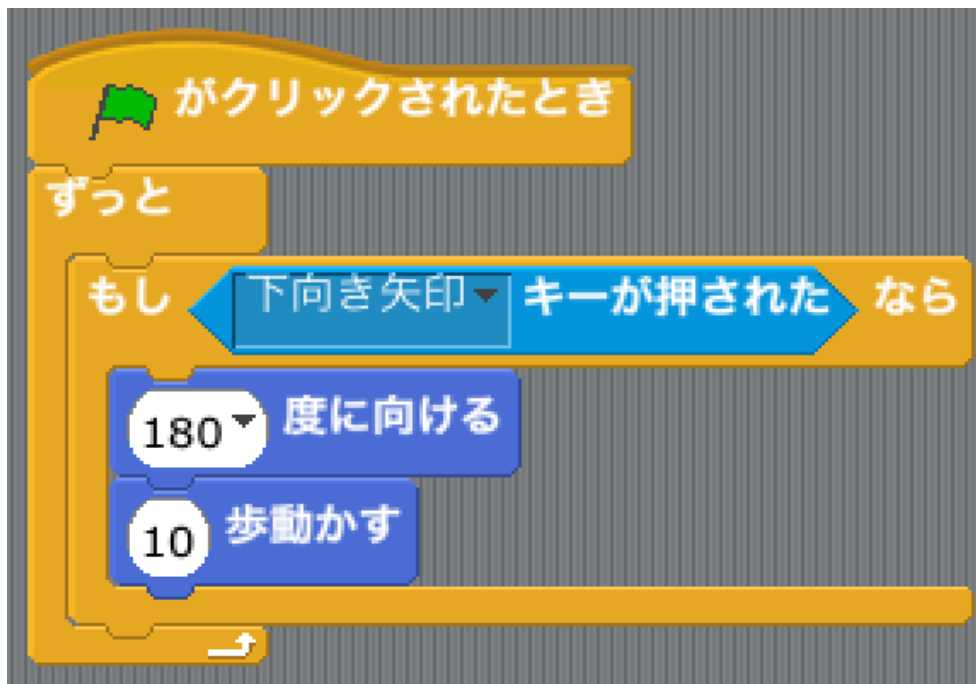 がクリックされたとき
ずっと
もし 下向き矢印 キーが押された なら
180 度に向ける
10 歩動かす